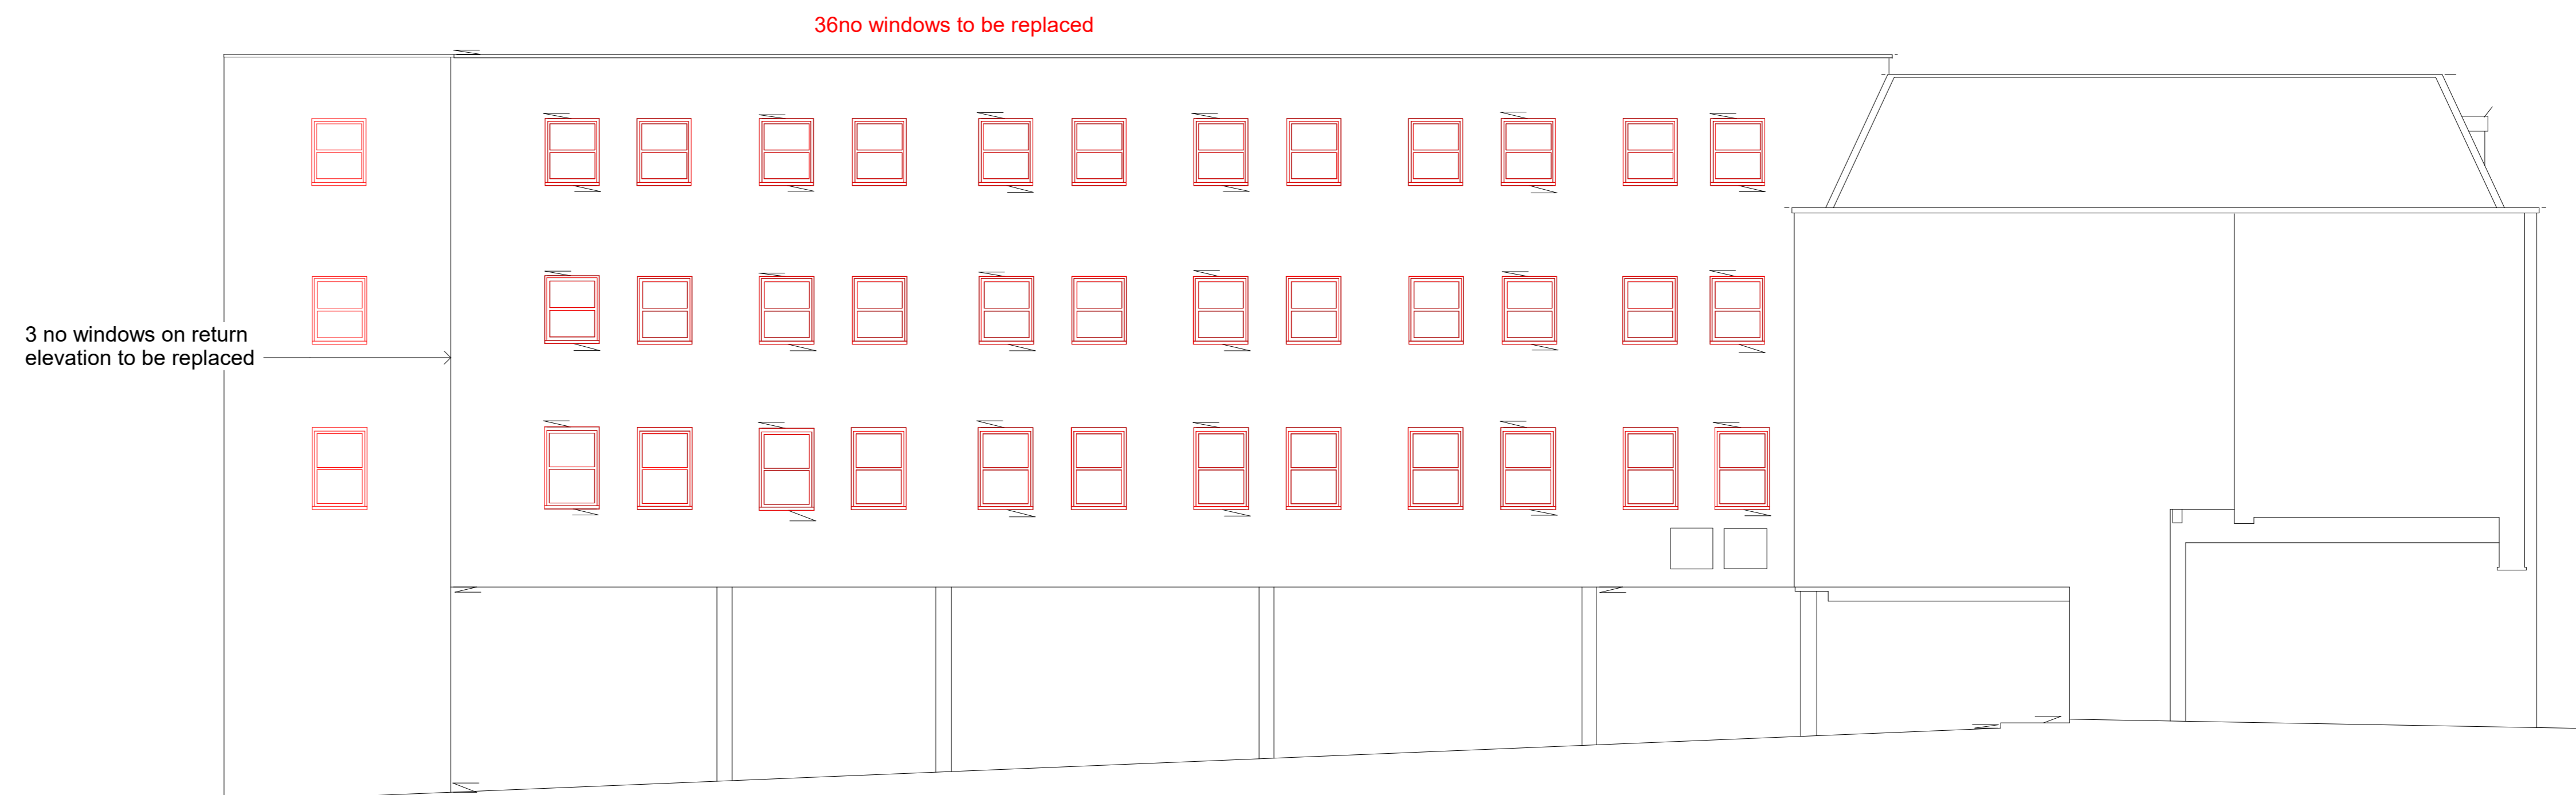 36no windows to be replaced
3 no windows on return
elevation to be replaced